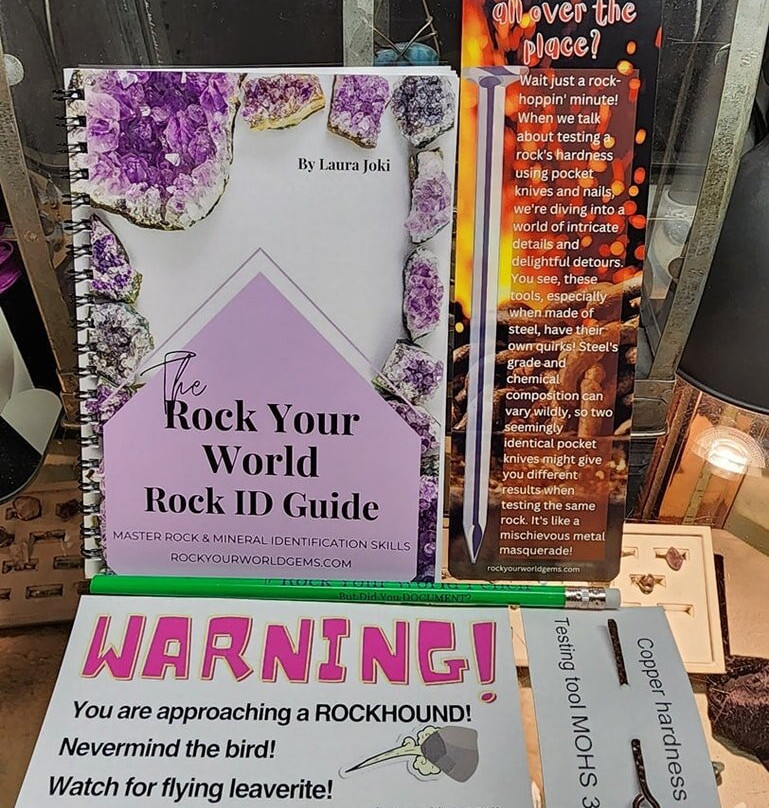 By Laura Joki
The
Rock Your
World
Rock ID Guide
MASTER ROCK & MINERAL IDENTIFICATION SKILLS
ROCKYOURWORLDGEMS.COM
all over the
place?
Wait just a rock-
hoppin' minute!
When we talk
about testing a
rock's hardness
using pocket
knives and nails,
we're diving into a
world of intricate
details and
delightful detours.
You see, these
tools, especially
when made of
steel, have their
own quirks! Steel's
grade and
chemical
composition can
vary wildly, so two
seemingly
identical pocket
knives might give
you different
results when
testing the same
rock. It's like a
mischievous metal
masquerade!
rockyourworldgems.com
Rock Your World Pencil
But Did You DOCUMENT?
WARNING!
You are approaching a ROCKHOUND!
Nevermind the bird!
Watch for flying leaverite!
Copper hardness
Testing tool MOHS 3